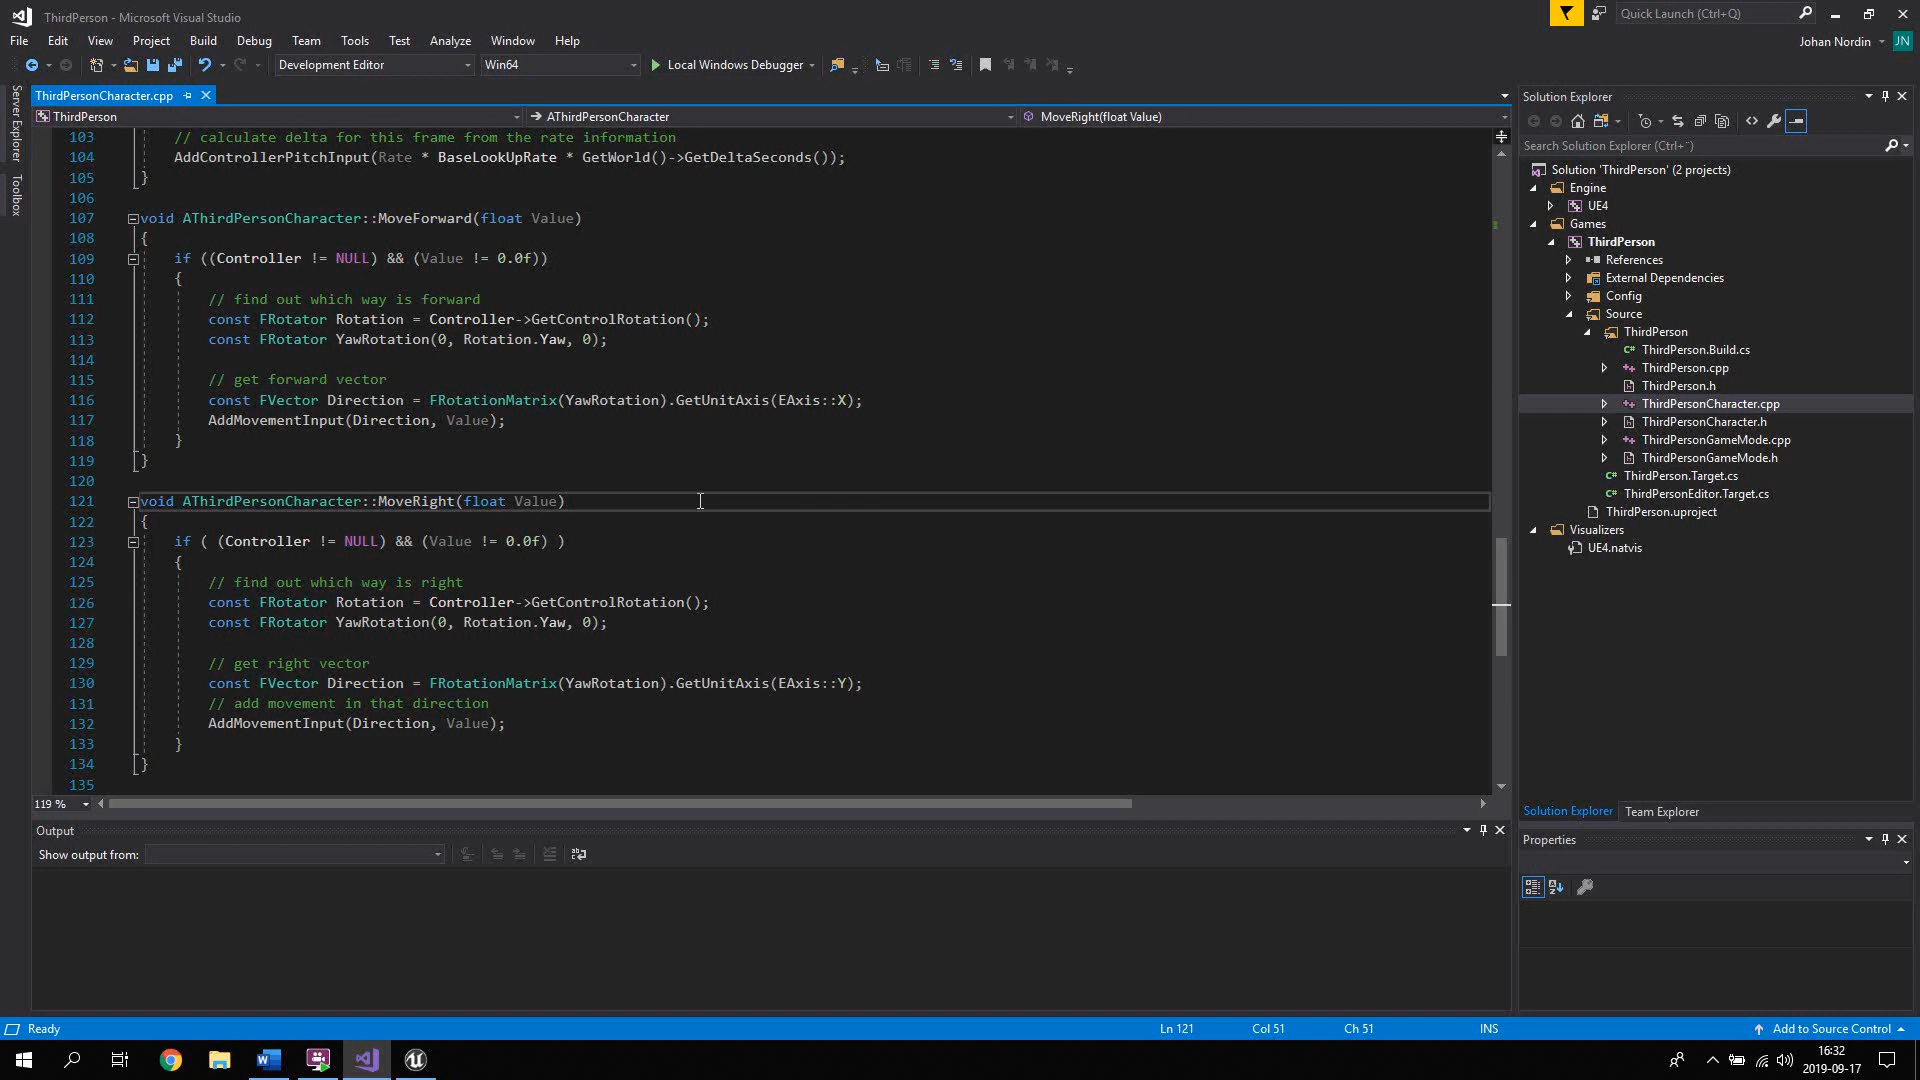 ThirdPerson - Microsoft Visual Studio
Quick Launch (Ctrl+Q)
File Edit View Project Build Debug Team Tools Test Analyze Window Help
Johan Nordin JN
Development Editor Win64 Local Windows Debugger
Server Explorer
Toolbox
ThirdPersonCharacter.cpp
ThirdPerson AThirdPersonCharacter MoveRight(float Value)
103 // calculate delta for this frame from the rate information
104 AddControllerPitchInput(Rate * BaseLookUpRate * GetWorld()->GetDeltaSeconds());
105 }
106
107 void AThirdPersonCharacter::MoveForward(float Value)
108 {
109 if ((Controller != NULL) && (Value != 0.0f))
110 {
111 // find out which way is forward
112 const FRotator Rotation = Controller->GetControlRotation();
113 const FRotator YawRotation(0, Rotation.Yaw, 0);
114
115 // get forward vector
116 const FVector Direction = FRotationMatrix(YawRotation).GetUnitAxis(EAxis::X);
117 AddMovementInput(Direction, Value);
118 }
119 }
120
121 void AThirdPersonCharacter::MoveRight(float Value)
122 {
123 if ( (Controller != NULL) && (Value != 0.0f) )
124 {
125 // find out which way is right
126 const FRotator Rotation = Controller->GetControlRotation();
127 const FRotator YawRotation(0, Rotation.Yaw, 0);
128
129 // get right vector
130 const FVector Direction = FRotationMatrix(YawRotation).GetUnitAxis(EAxis::Y);
131 // add movement in that direction
132 AddMovementInput(Direction, Value);
133 }
134 }
135
119 %
Output
Show output from:
Solution Explorer
Search Solution Explorer (Ctrl+¨)
Solution 'ThirdPerson' (2 projects)
Engine
UE4
Games
ThirdPerson
References
External Dependencies
Config
Source
ThirdPerson
ThirdPerson.Build.cs
ThirdPerson.cpp
ThirdPerson.h
ThirdPersonCharacter.cpp
ThirdPersonCharacter.h
ThirdPersonGameMode.cpp
ThirdPersonGameMode.h
ThirdPerson.Target.cs
ThirdPersonEditor.Target.cs
ThirdPerson.uproject
Visualizers
UE4.natvis
Solution Explorer Team Explorer
Properties
Ready Ln 121 Col 51 Ch 51 INS Add to Source Control
16:32
2019-09-17